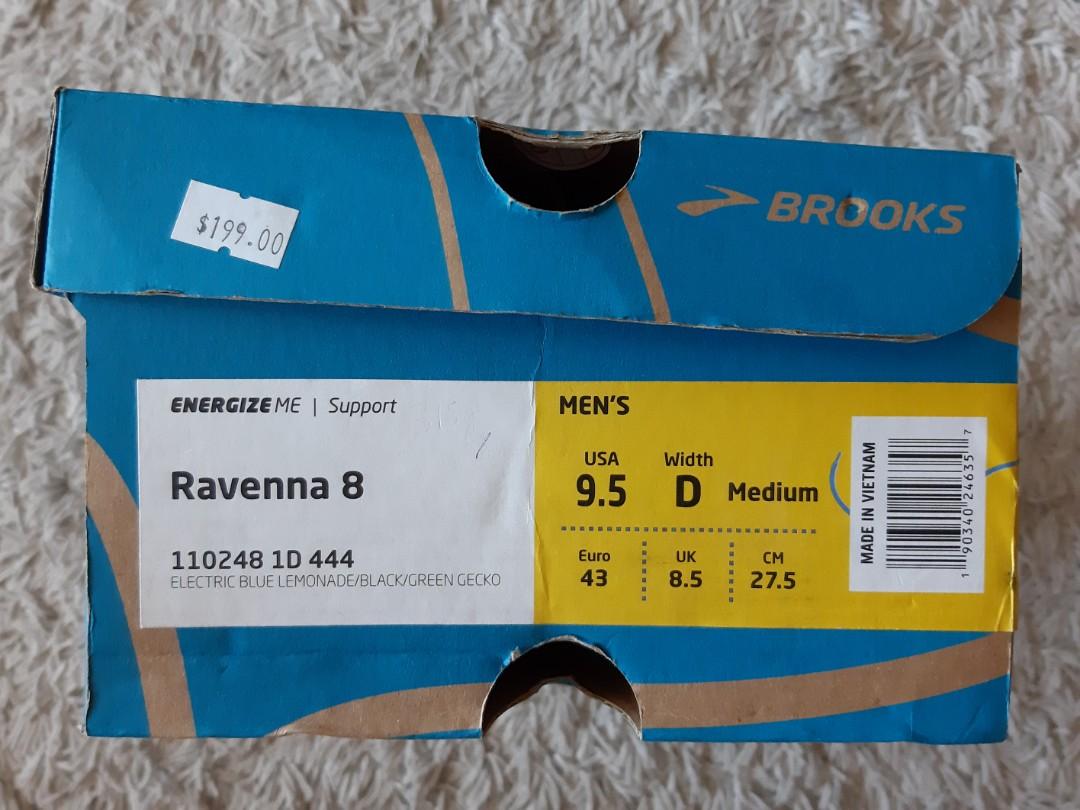 $199.00
BROOKS
ENERGIZE ME | Support
Ravenna 8
110248 1D 444
ELECTRIC BLUE LEMONADE/BLACK/GREEN GECKO
MEN'S
USA Width
9.5 D Medium
Euro UK CM
43 8.5 27.5
MADE IN VIETNAM
1 90340 24635 7